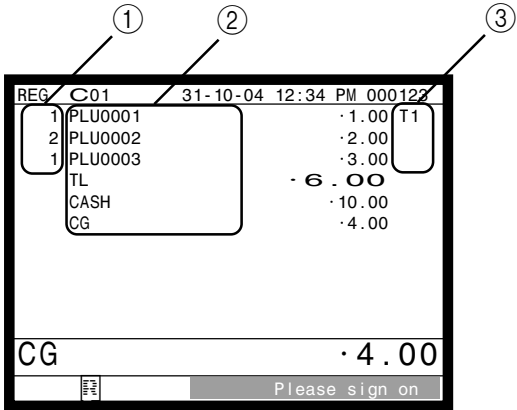 ① ② ③
REG C01 31-10-04 12:34 PM 000123
1 PLU0001 ·1.00 T1
2 PLU0002 ·2.00
1 PLU0003 ·3.00
TL ·6.00
CASH ·10.00
CG ·4.00
CG ·4.00
R Please sign on